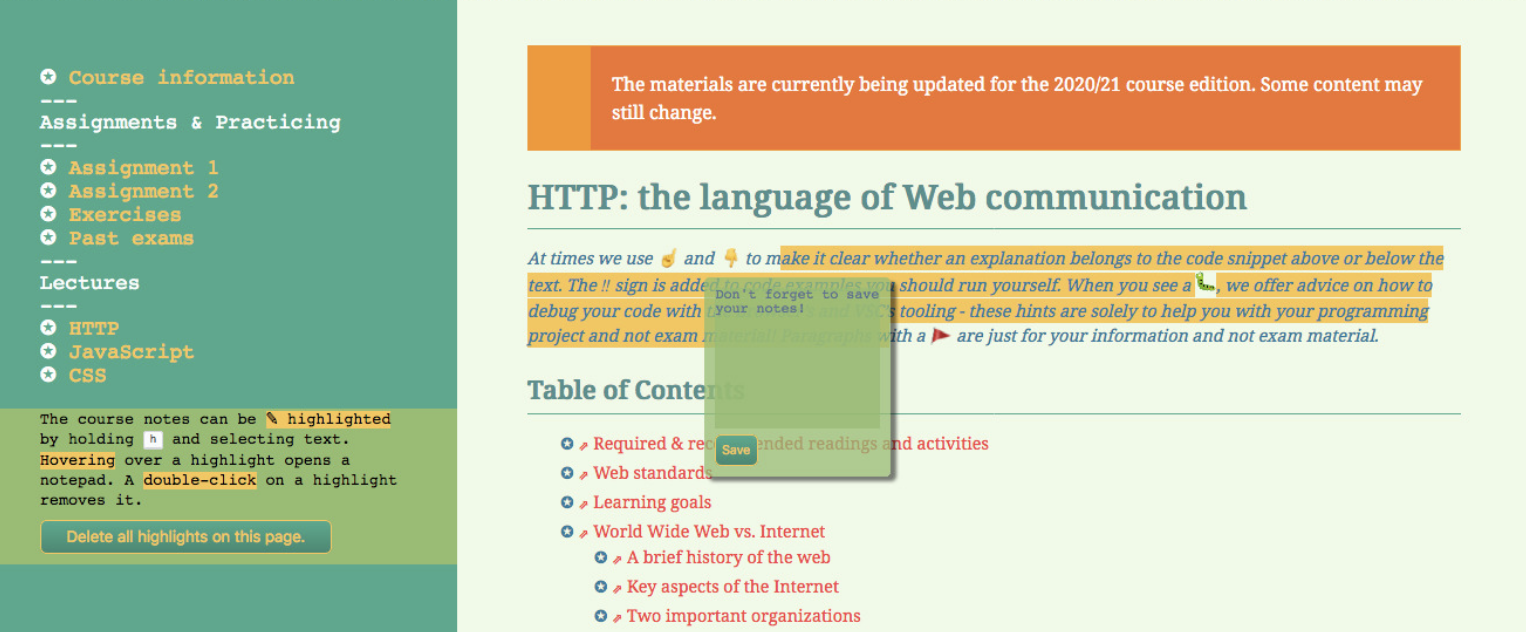 Course information
---
Assignments & Practicing
---
Assignment 1
Assignment 2
Exercises
Past exams
---
Lectures
---
HTTP
JavaScript
CSS
The course notes can be ✎ highlighted
by holding h and selecting text.
Hovering over a highlight opens a
notepad. A double-click on a highlight
removes it.
Delete all highlights on this page.
The materials are currently being updated for the 2020/21 course edition. Some content may
still change.
HTTP: the language of Web communication
At times we use ☝ and 👇 to make it clear whether an explanation belongs to the code snippet above or below the
text. The ‼ sign is added to code examples you should run yourself. When you see a 🐛, we offer advice on how to
debug your code with and VSC's tooling - these hints are solely to help you with your programming
project and not exam material! Paragraphs with a 🚩 are just for your information and not exam material.
Don't forget to save
your notes!
Save
Table of Contents
⇗ Required & recommended readings and activities
⇗ Web standards
⇗ Learning goals
⇗ World Wide Web vs. Internet
⇗ A brief history of the web
⇗ Key aspects of the Internet
⇗ Two important organizations